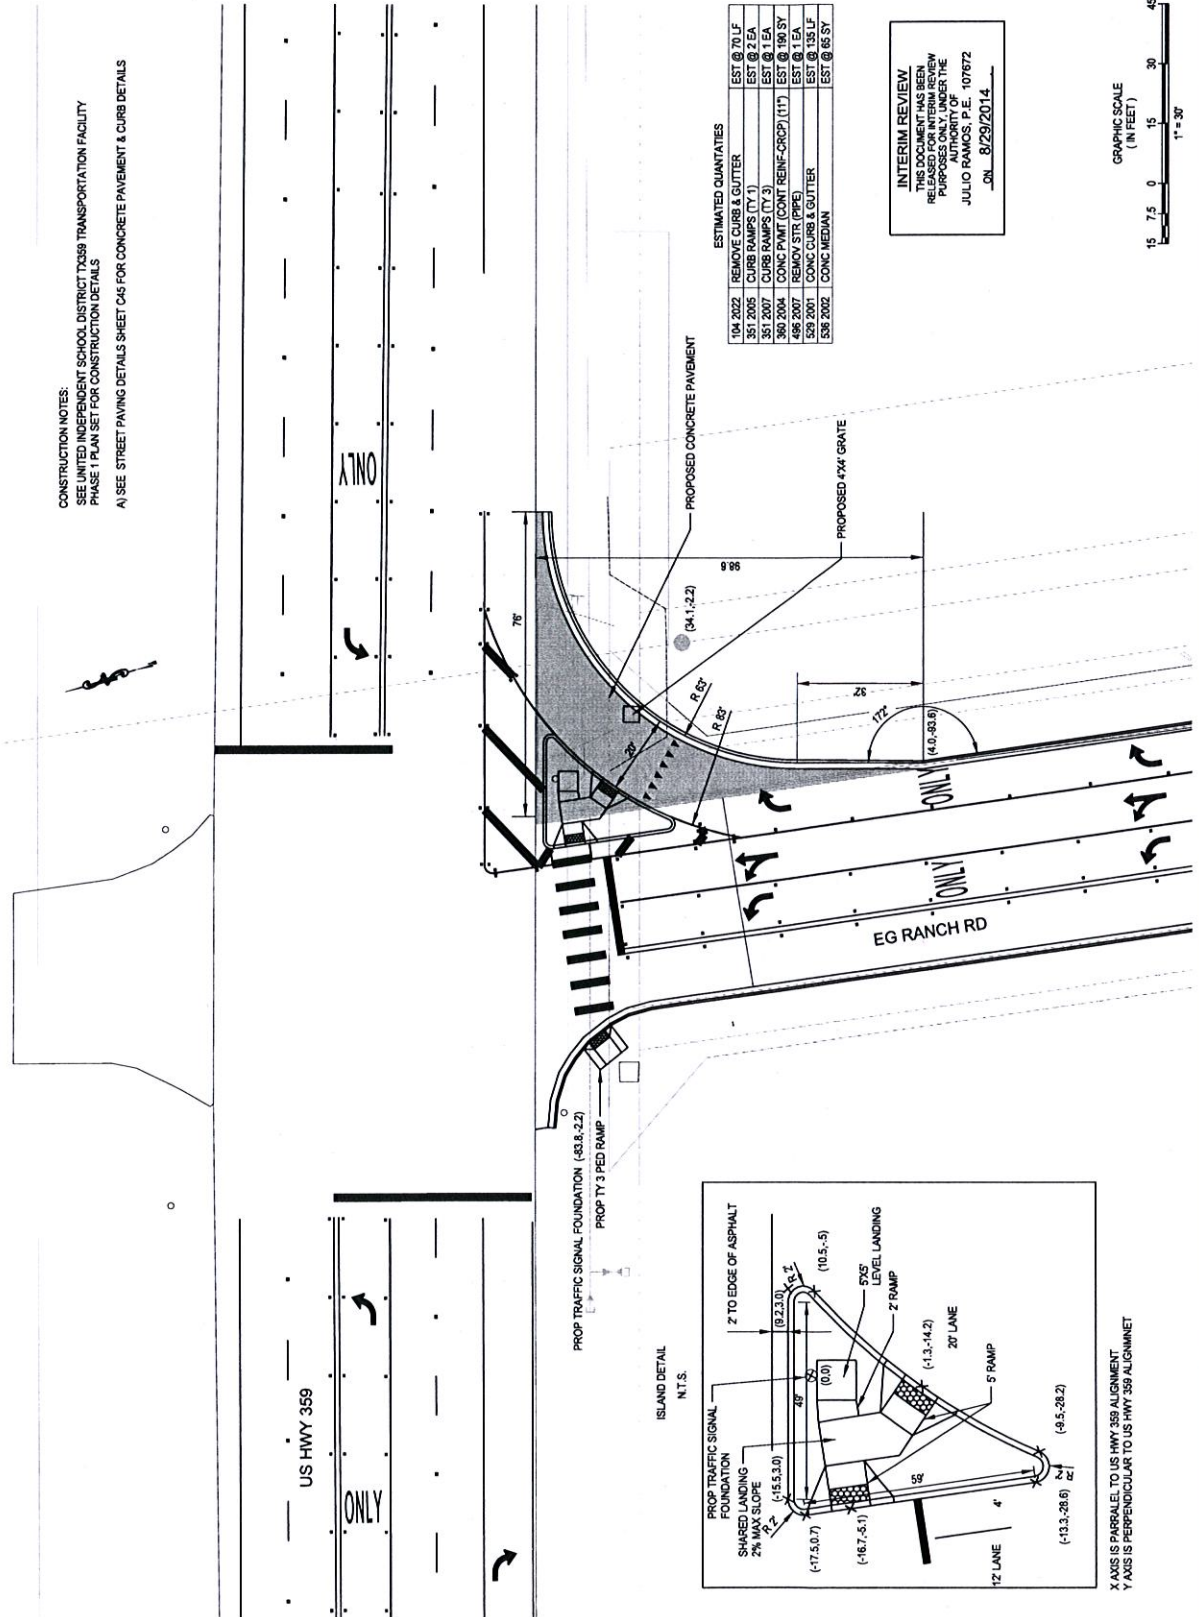 CONSTRUCTION NOTES:
SEE UNITED INDEPENDENT SCHOOL DISTRICT TX359 TRANSPORTATION FACILITY
PHASE 1 PLAN SET FOR CONSTRUCTION DETAILS
A) SEE STREET PAVING DETAILS SHEET C45 FOR CONCRETE PAVEMENT & CURB DETAILS
US HWY 359
ONLY
ONLY
76'
98.6
PROPOSED CONCRETE PAVEMENT
PROPOSED 4'X4' GRATE
(34.1,-2.2)
20'
R 63'
R 83'
32'
172°
(4.0,-93.6)
ONLY
ONLY
EG RANCH RD
PROP TRAFFIC SIGNAL FOUNDATION (-83.8,-2.2)
PROP TY 3 PED RAMP
ESTIMATED QUANTATIES
104 2022 REMOVE CURB & GUTTER EST @ 70 LF
351 2005 CURB RAMPS (TY 1) EST @ 2 EA
351 2007 CURB RAMPS (TY 3) EST @ 1 EA
360 2004 CONC PVMT (CONT REINF-CRCP) (11") EST @ 190 SY
496 2007 REMOV STR (PIPE) EST @ 1 EA
529 2001 CONC CURB & GUTTER EST @ 135 LF
536 2002 CONC MEDIAN EST @ 65 SY
INTERIM REVIEW
THIS DOCUMENT HAS BEEN
RELEASED FOR INTERIM REVIEW
PURPOSES ONLY, UNDER THE
AUTHORITY OF
JULIO RAMOS, P.E. 107672
ON 8/29/2014
GRAPHIC SCALE
( IN FEET )
15 7.5 0 15 30 45
1" = 30'
ISLAND DETAIL
N.T.S.
PROP TRAFFIC SIGNAL
FOUNDATION
SHARED LANDING
2% MAX SLOPE
2' TO EDGE OF ASPHALT
R 2'
(-15.5,3.0)
49'
(9.2,3.0)
R 2'
(10.5,-.5)
(0,0)
5'X5'
LEVEL LANDING
2' RAMP
(-17.5,0.7)
(-16.7,-5.1)
(-1.3,-14.2)
20' LANE
5' RAMP
12' LANE
4'
(-13.3,-28.6)
(-9.5,-28.2)
X AXIS IS PARRALEL TO US HWY 359 ALIGNMENT
Y AXIS IS PERPENDICULAR TO US HWY 359 ALIGNMNET